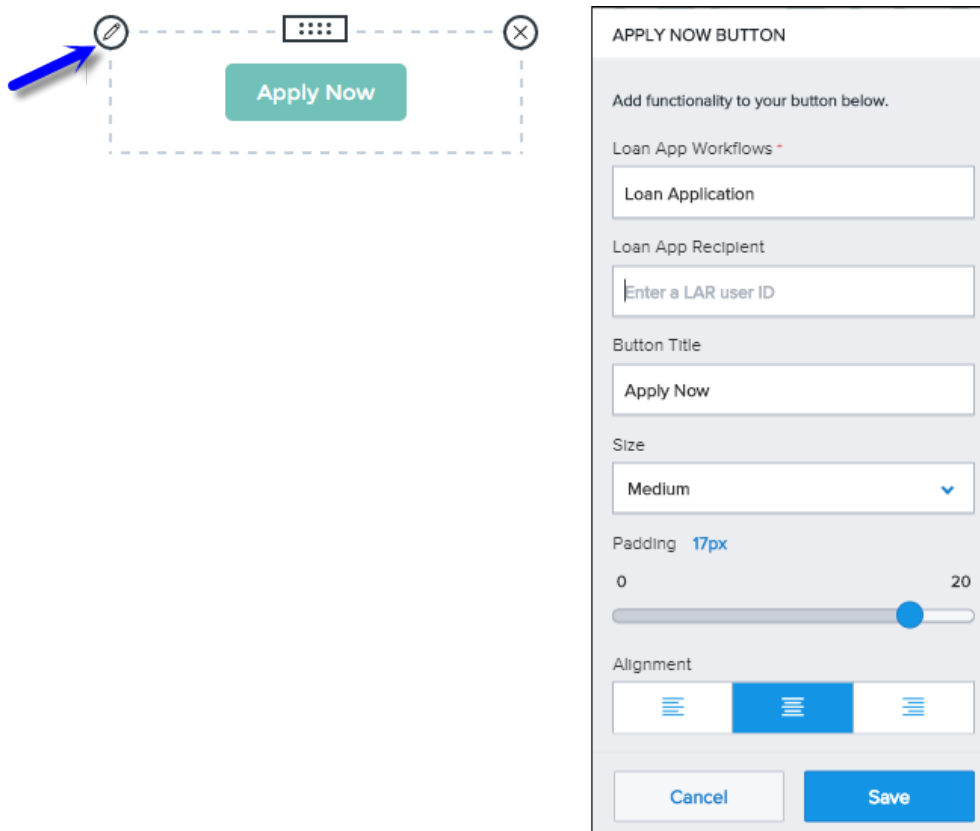 Apply Now
APPLY NOW BUTTON
Add functionality to your button below.
Loan App Workflows *
Loan Application
Loan App Recipient
Enter a LAR user ID
Button Title
Apply Now
Size
Medium
Padding 17px
0 20
Alignment
Cancel Save